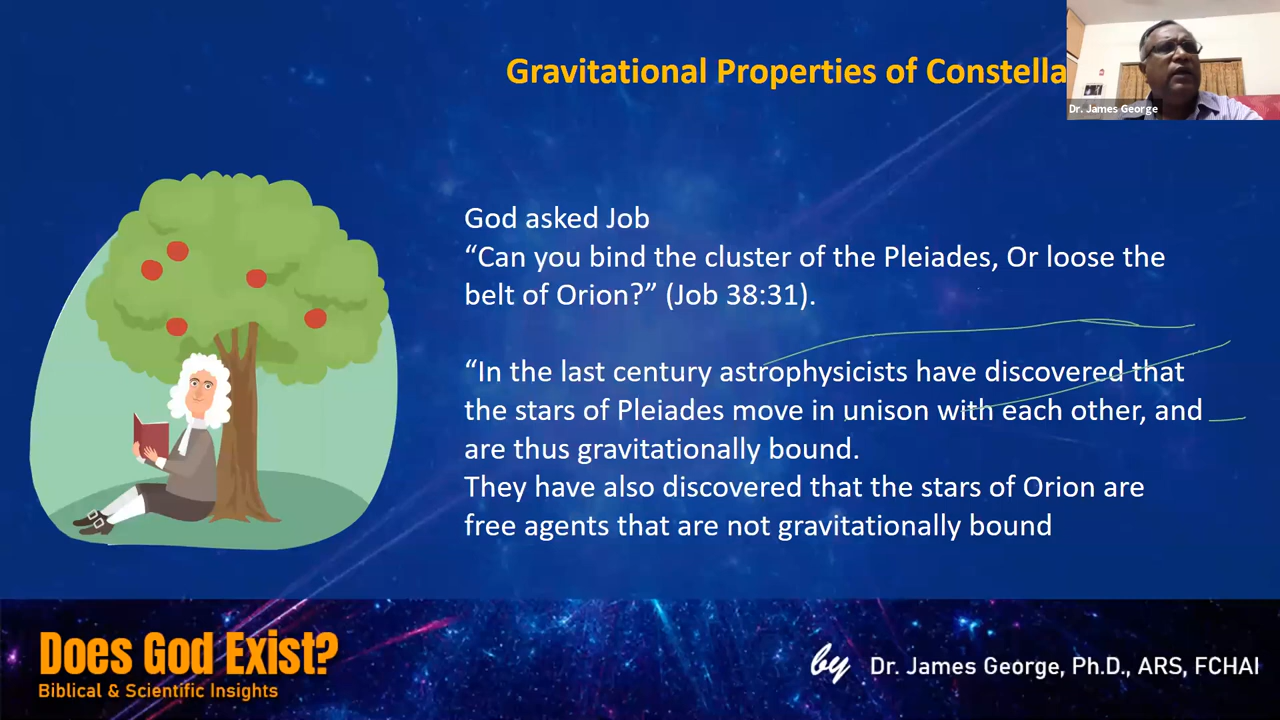 Gravitational Properties of Constella
Dr. James George
God asked Job
“Can you bind the cluster of the Pleiades, Or loose the
belt of Orion?” (Job 38:31).
“In the last century astrophysicists have discovered that
the stars of Pleiades move in unison with each other, and
are thus gravitationally bound.
They have also discovered that the stars of Orion are
free agents that are not gravitationally bound
Does God Exist?
Biblical & Scientific Insights
by Dr. James George, Ph.D., ARS, FCHAI